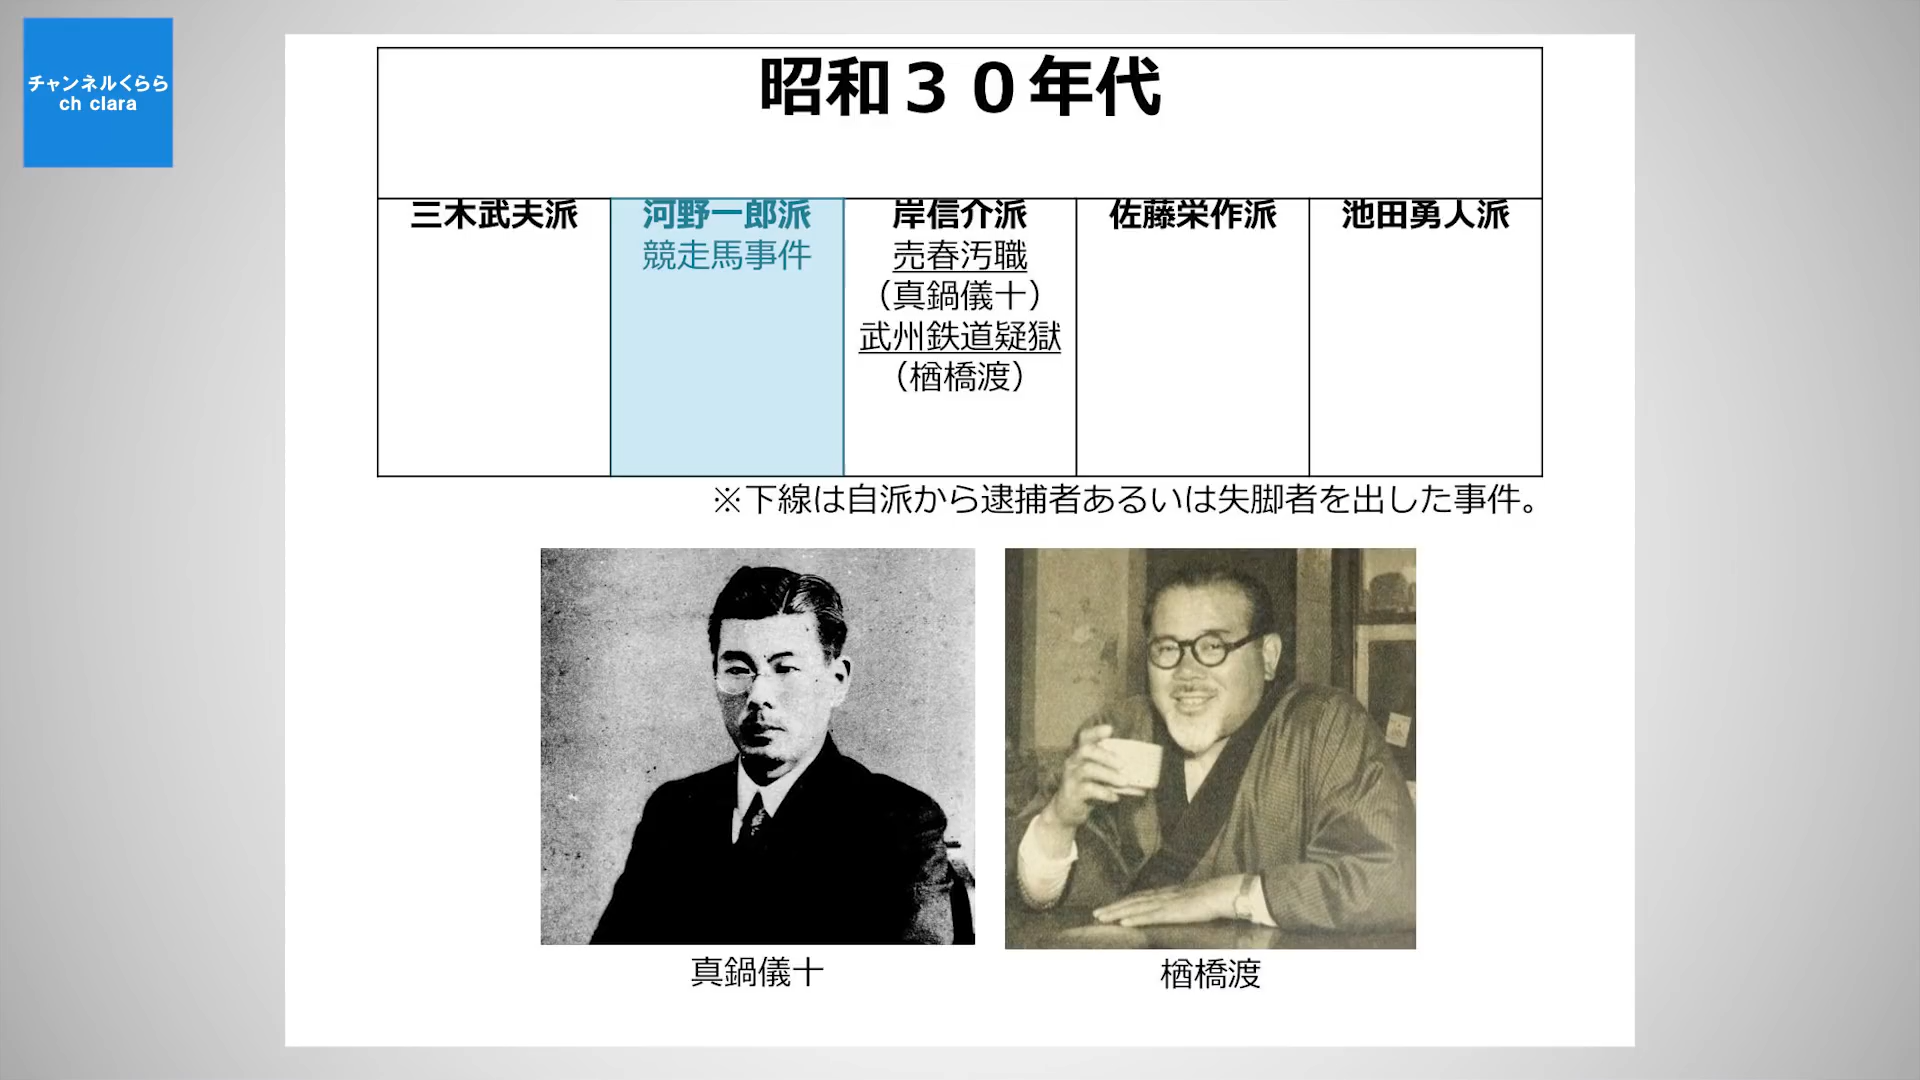 チャンネルくらら
ch clara
昭和３０年代
三木武夫派
河野一郎派
競走馬事件
岸信介派
売春汚職
（真鍋儀十）
武州鉄道疑獄
（楢橋渡）
佐藤栄作派
池田勇人派
※下線は自派から逮捕者あるいは失脚者を出した事件。
真鍋儀十
楢橋渡